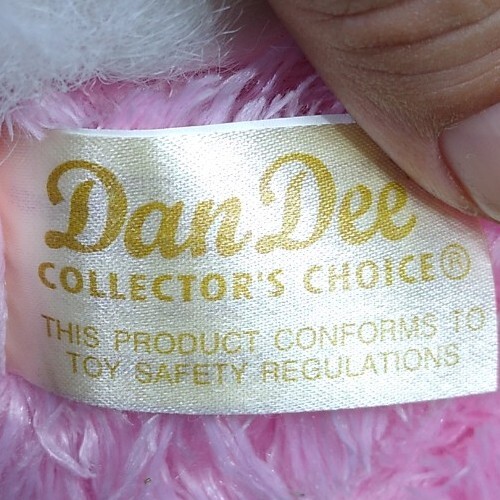 Dan Dee
COLLECTOR'S CHOICE®
THIS PRODUCT CONFORMS TO
TOY SAFETY REGULATIONS